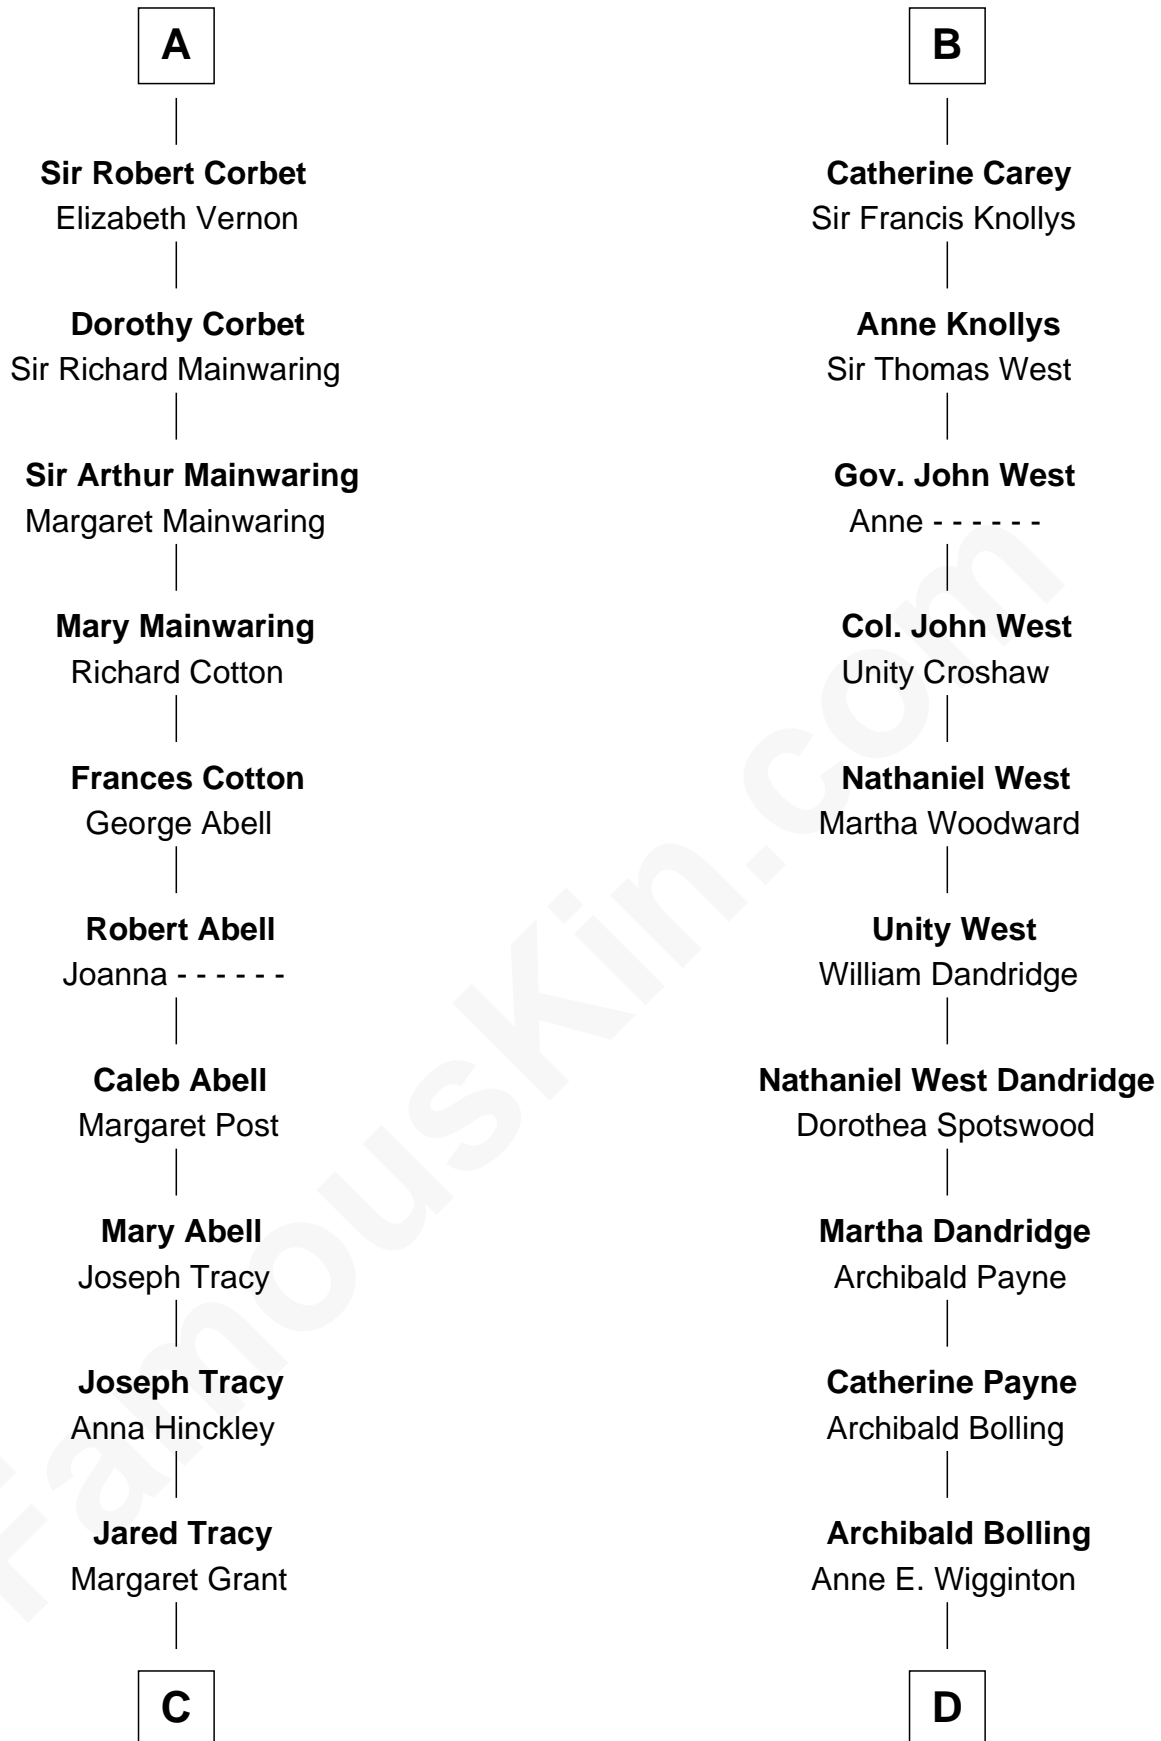 A
Sir Robert Corbet
Elizabeth Vernon
Dorothy Corbet
Sir Richard Mainwaring
Sir Arthur Mainwaring
Margaret Mainwaring
Mary Mainwaring
Richard Cotton
Frances Cotton
George Abell
Robert Abell
Joanna - - - - - -
Caleb Abell
Margaret Post
Mary Abell
Joseph Tracy
Joseph Tracy
Anna Hinckley
Jared Tracy
Margaret Grant
C
B
Catherine Carey
Sir Francis Knollys
Anne Knollys
Sir Thomas West
Gov. John West
Anne - - - - - -
Col. John West
Unity Croshaw
Nathaniel West
Martha Woodward
Unity West
William Dandridge
Nathaniel West Dandridge
Dorothea Spotswood
Martha Dandridge
Archibald Payne
Catherine Payne
Archibald Bolling
Archibald Bolling
Anne E. Wigginton
D
FamousKin.com